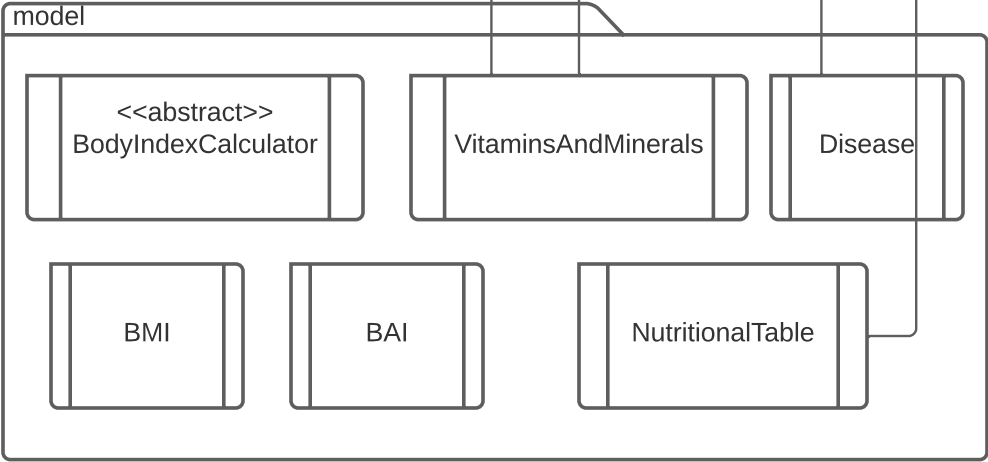 model
<<abstract>>
BodyIndexCalculator
VitaminsAndMinerals
Disease
BMI
BAI
NutritionalTable